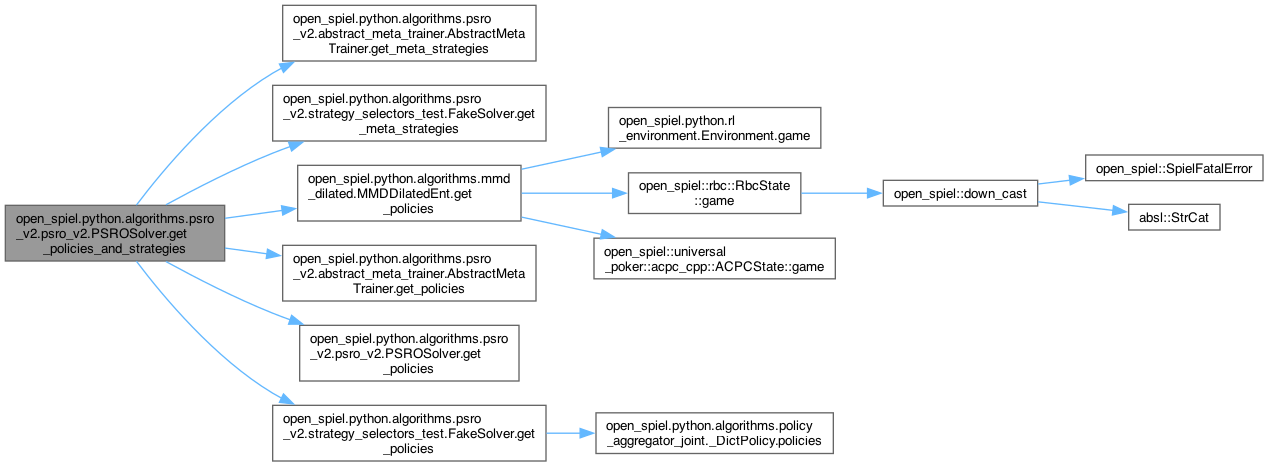 open_spiel.python.algorithms.psro
_v2.psro_v2.PSROSolver.get
_policies_and_strategies
open_spiel.python.algorithms.psro
_v2.abstract_meta_trainer.AbstractMeta
Trainer.get_meta_strategies
open_spiel.python.algorithms.psro
_v2.strategy_selectors_test.FakeSolver.get
_meta_strategies
open_spiel.python.algorithms.mmd
_dilated.MMDDilatedEnt.get
_policies
open_spiel.python.rl
_environment.Environment.game
open_spiel::rbc::RbcState
::game
open_spiel::down_cast
open_spiel::SpielFatalError
absl::StrCat
open_spiel::universal
_poker::acpc_cpp::ACPCState::game
open_spiel.python.algorithms.psro
_v2.abstract_meta_trainer.AbstractMeta
Trainer.get_policies
open_spiel.python.algorithms.psro
_v2.psro_v2.PSROSolver.get
_policies
open_spiel.python.algorithms.psro
_v2.strategy_selectors_test.FakeSolver.get
_policies
open_spiel.python.algorithms.policy
_aggregator_joint._DictPolicy.policies